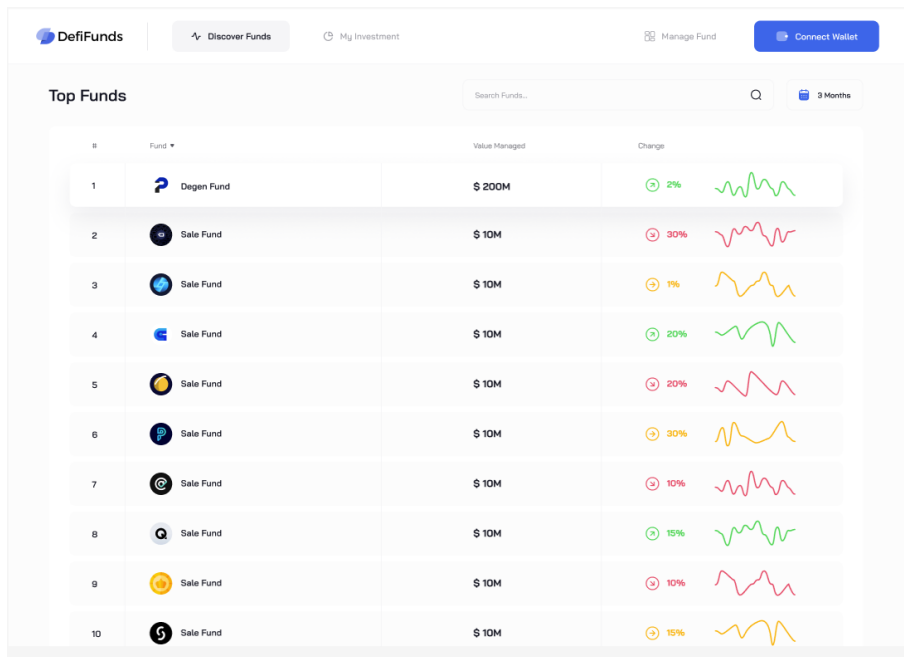 DefiFunds Discover Funds My Investment Manage Fund Connect Wallet
Top Funds Search Funds... 3 Months
# Fund ▼ Value Managed Change
1 Degen Fund $ 200M 2%
2 Sale Fund $ 10M 30%
3 Sale Fund $ 10M 1%
4 Sale Fund $ 10M 20%
5 Sale Fund $ 10M 20%
6 Sale Fund $ 10M 30%
7 Sale Fund $ 10M 10%
8 Sale Fund $ 10M 15%
9 Sale Fund $ 10M 10%
10 Sale Fund $ 10M 15%